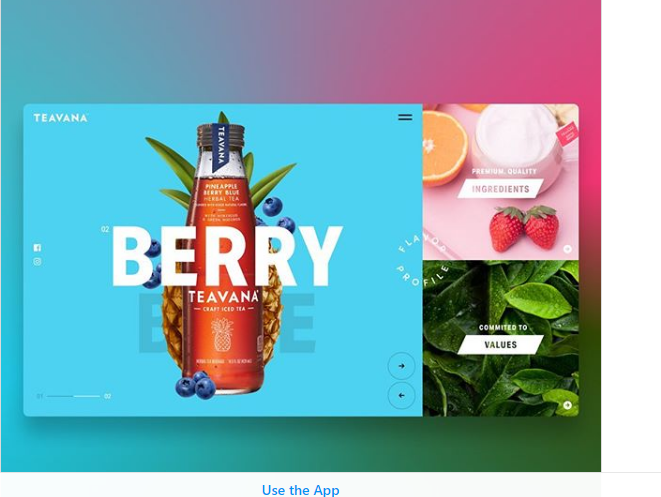 TEAVANA
TEAVANA
PINEAPPLE
BERRY BLUE
HERBAL TEA
02
BERRY
BLUE
TEAVANA
CRAFT ICED TEA
01
02
FLAVOR
PROFILE
PREMIUM, QUALITY
INGREDIENTS
COMMITED TO
VALUES
Use the App